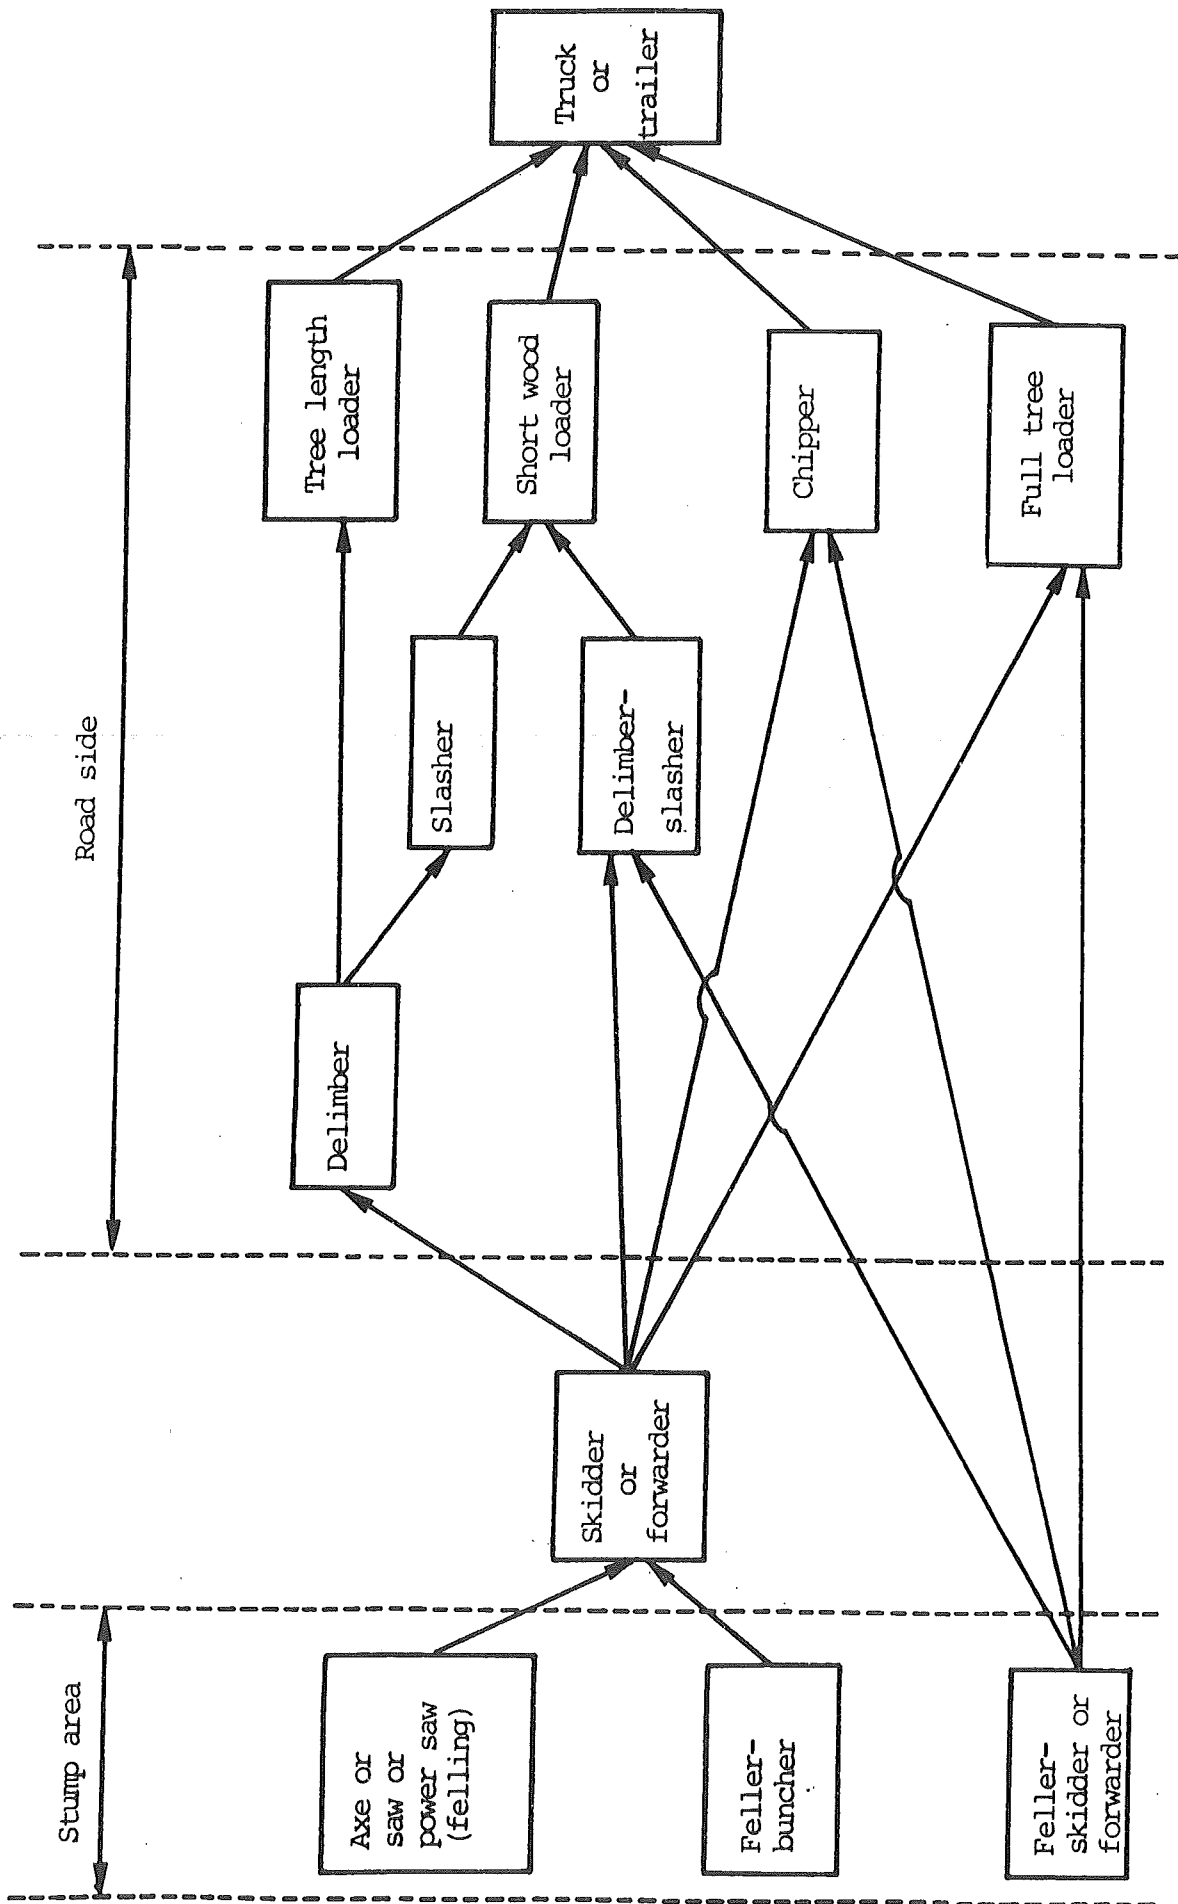 Stump area
Road side
Axe or
saw or
power saw
(felling)
Feller-
buncher
Feller-
skidder or
forwarder
Skidder
or
forwarder
Delimber
Slasher
Delimber-
slasher
Tree length
loader
Short wood
loader
Chipper
Full tree
loader
Truck
or
trailer